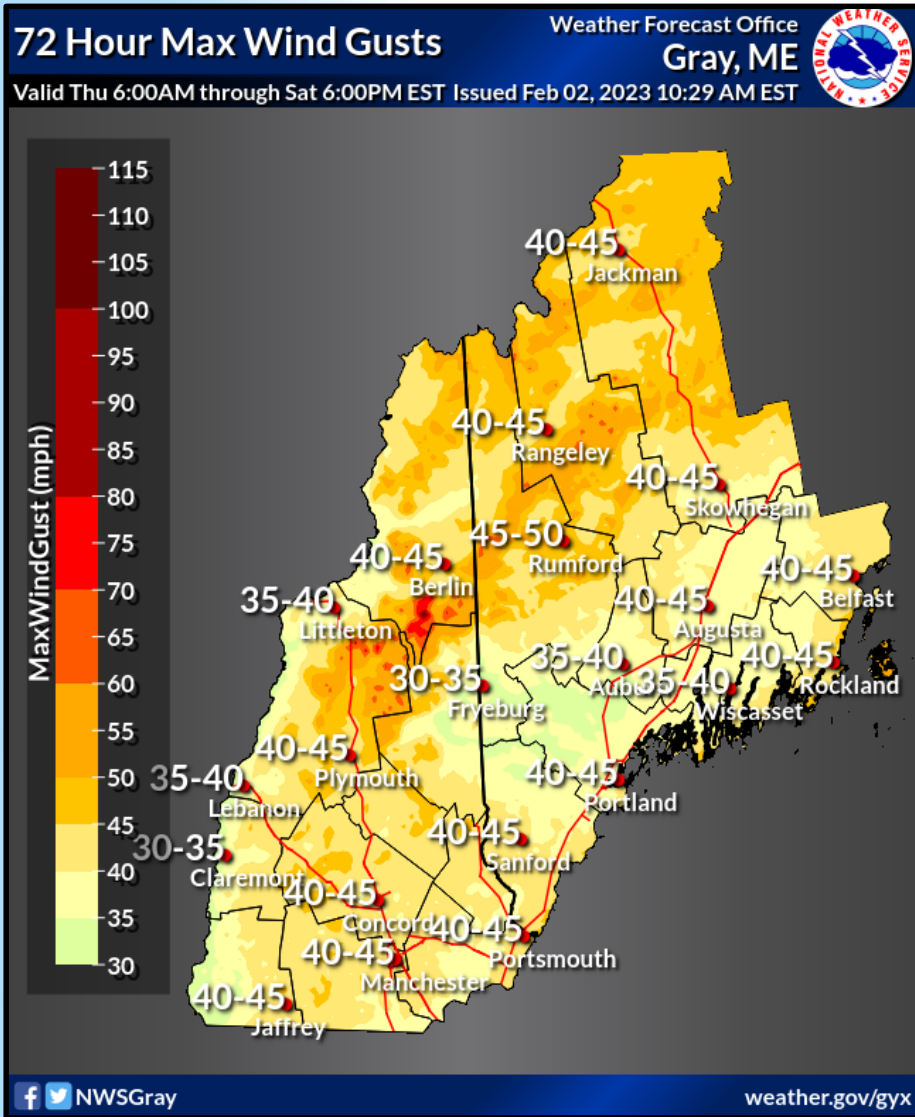 72 Hour Max Wind Gusts
Weather Forecast Office
Gray, ME
Valid Thu 6:00AM through Sat 6:00PM EST Issued Feb 02, 2023 10:29 AM EST
NATIONAL WEATHER SERVICE
MaxWindGust (mph)
115
110
105
100
95
90
85
80
75
70
65
60
55
50
45
40
35
30
40-45
Jackman
40-45
Rangeley
40-45
Skowhegan
45-50
Rumford
40-45
Berlin
40-45
Belfast
35-40
Littleton
40-45
Augusta
35-40
Aubu
30-35
Fryeburg
35-40
Wiscasset
40-45
Rockland
40-45
Plymouth
35-40
Lebanon
40-45
Portland
30-35
Claremont
40-45
Sanford
40-45
Concord
40-45
Portsmouth
40-45
Manchester
40-45
Jaffrey
NWSGray
weather.gov/gyx